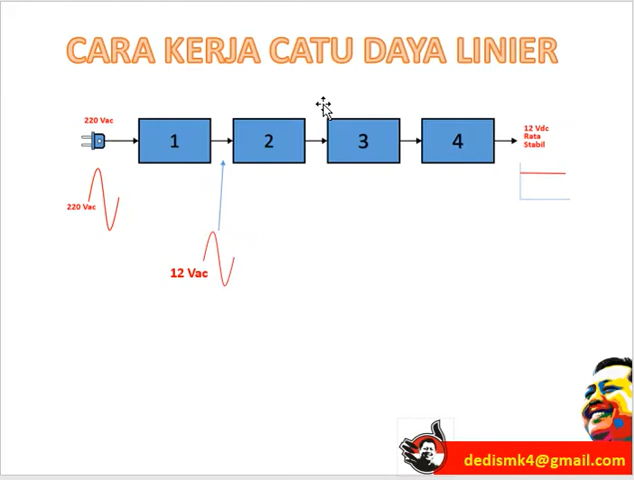 CARA KERJA CATU DAYA LINIER
220 Vac
1
2
3
4
12 Vdc
Rata
Stabil
220 Vac
12 Vac
dedismk4@gmail.com